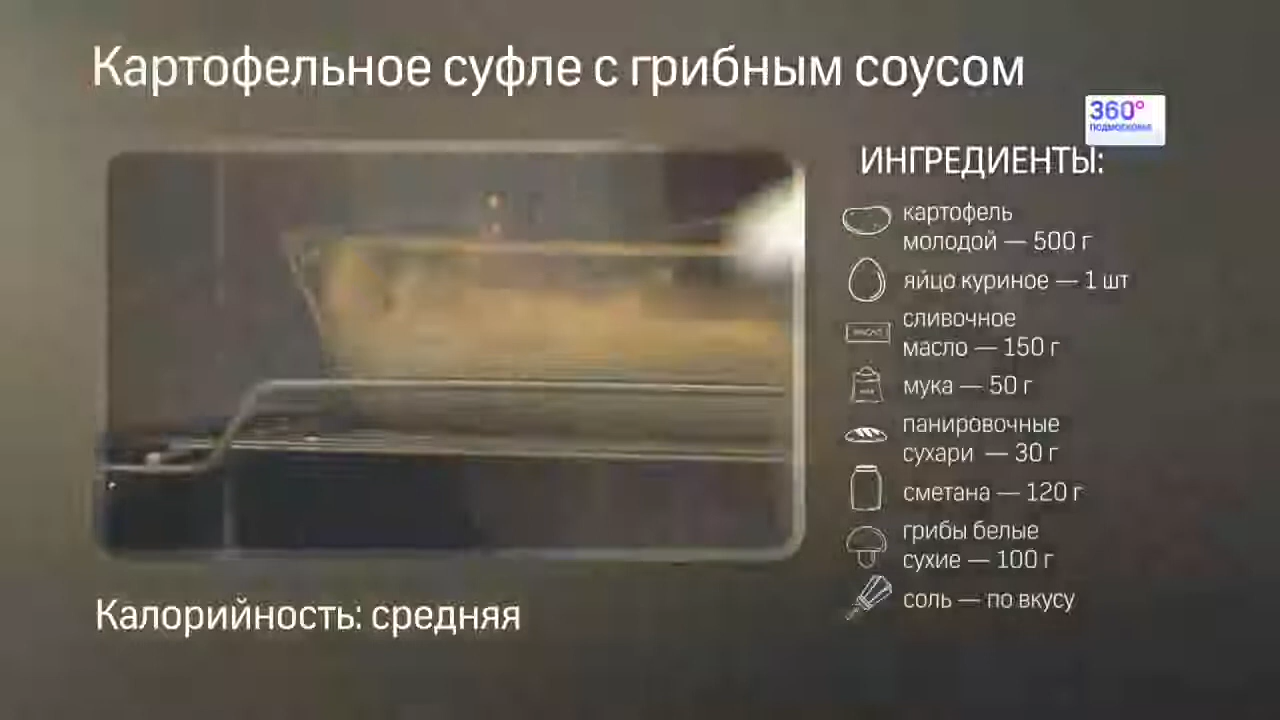 Картофельное суфле с грибным соусом
360°
ПОДМОСКОВЬЕ
ИНГРЕДИЕНТЫ:
картофель
молодой — 500 г
яйцо куриное — 1 шт
сливочное
масло — 150 г
мука — 50 г
панировочные
сухари — 30 г
сметана — 120 г
грибы белые
сухие — 100 г
соль — по вкусу
Калорийность: средняя